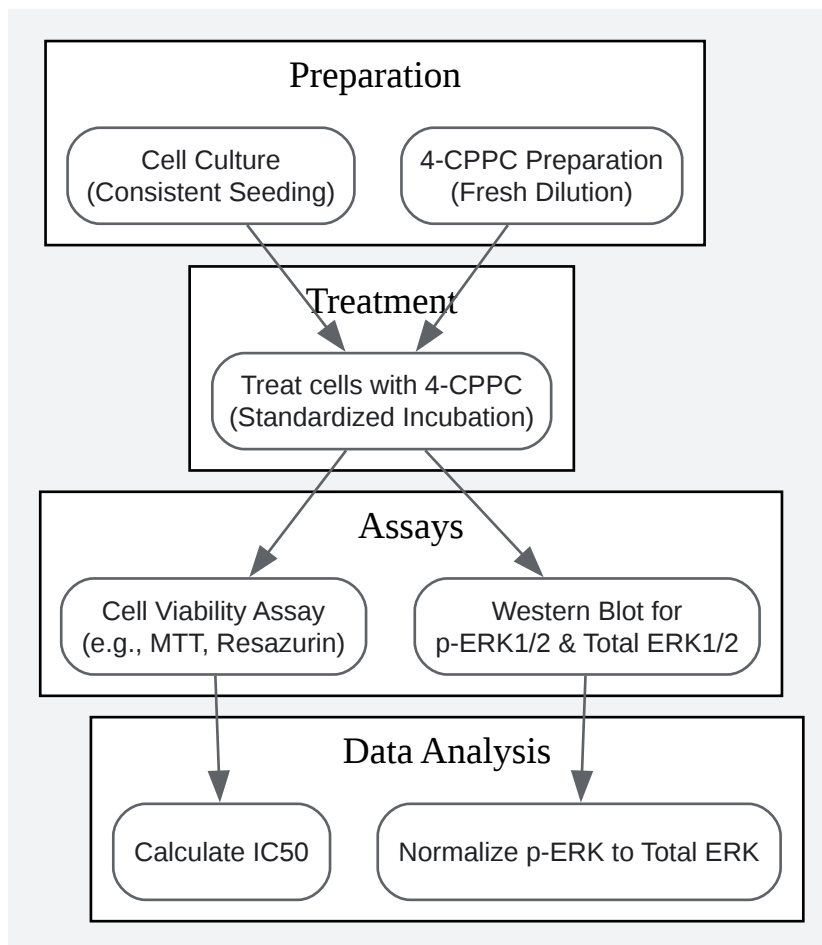 Preparation
Cell Culture
(Consistent Seeding)
4-CPPC Preparation
(Fresh Dilution)
Treatment
Treat cells with 4-CPPC
(Standardized Incubation)
Assays
Cell Viability Assay
(e.g., MTT, Resazurin)
Western Blot for
p-ERK1/2 & Total ERK1/2
Data Analysis
Calculate IC50
Normalize p-ERK to Total ERK